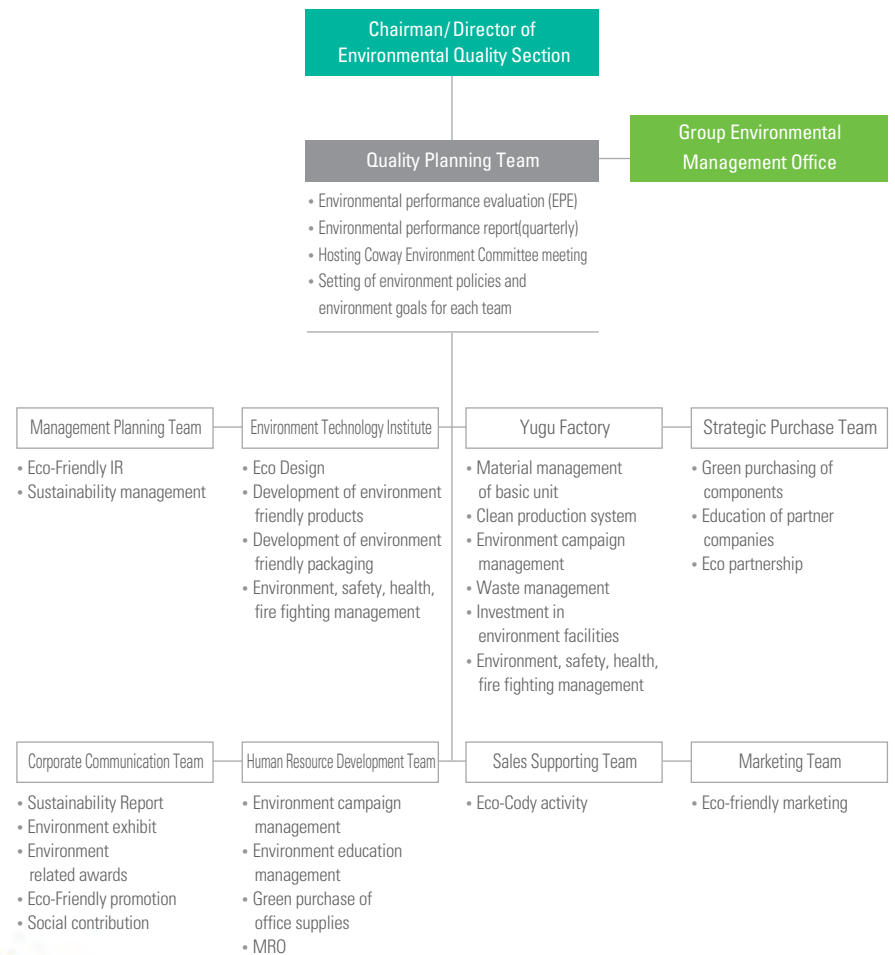 Chairman/Director of
Environmental Quality Section
Quality Planning Team
Group Environmental
Management Office
• Environmental performance evaluation (EPE)
• Environmental performance report(quarterly)
• Hosting Coway Environment Committee meeting
• Setting of environment policies and
environment goals for each team
Management Planning Team
• Eco-Friendly IR
• Sustainability management
Environment Technology Institute
• Eco Design
• Development of environment
friendly products
• Development of environment
friendly packaging
• Environment, safety, health,
fire fighting management
Yugu Factory
• Material management
of basic unit
• Clean production system
• Environment campaign
management
• Waste management
• Investment in
environment facilities
• Environment, safety, health,
fire fighting management
Strategic Purchase Team
• Green purchasing of
components
• Education of partner
companies
• Eco partnership
Corporate Communication Team
• Sustainability Report
• Environment exhibit
• Environment
related awards
• Eco-Friendly promotion
• Social contribution
Human Resource Development Team
• Environment campaign
management
• Environment education
management
• Green purchase of
office supplies
• MRO
Sales Supporting Team
• Eco-Cody activity
Marketing Team
• Eco-friendly marketing